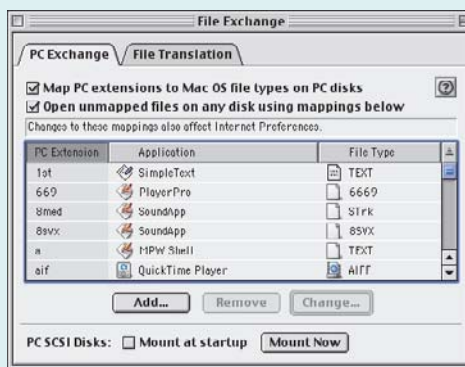 File Exchange
PC Exchange File Translation
Map PC extensions to Mac OS file types on PC disks
Open unmapped files on any disk using mappings below
Changes to these mappings also affect Internet Preferences.
PC Extension Application File Type
1st SimpleText TEXT
669 PlayerPro 6669
8med SoundApp STrk
8svx SoundApp 8SVX
a MPW Shell TEXT
aif QuickTime Player AIFF
Add... Remove Change...
PC SCSI Disks: Mount at startup Mount Now